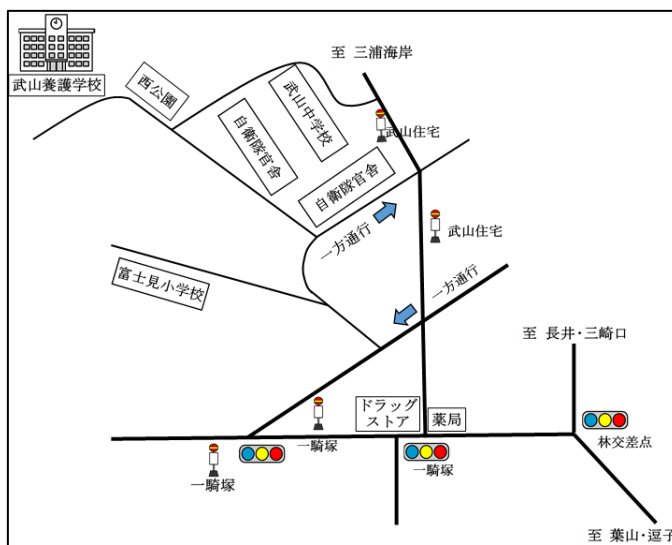 至 三浦海岸
武山養護学校
西公園
武山中学校
自衛隊官舎
武山住宅
自衛隊官舎
一方通行
武山住宅
富士見小学校
一方通行
至 長井・三崎口
ドラッグ
ストア
薬局
一騎塚
林交差点
一騎塚
一騎塚
至 葉山・逗子